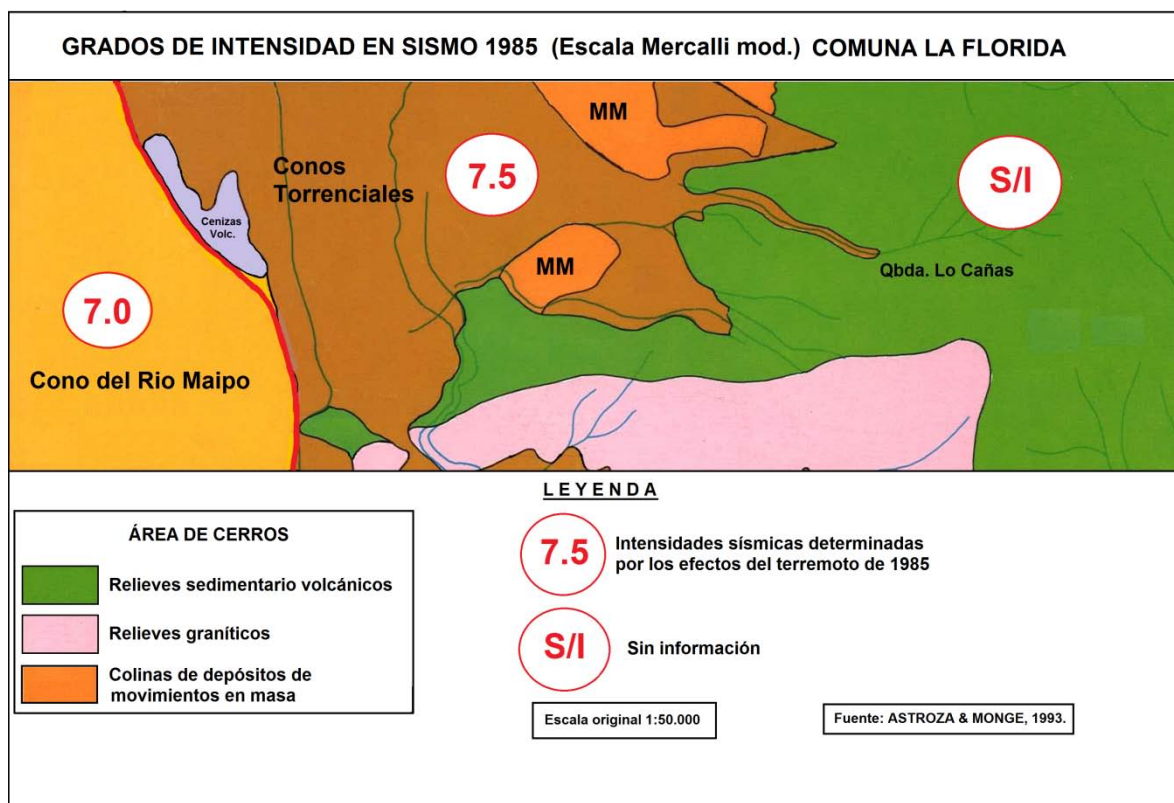 GRADOS DE INTENSIDAD EN SISMO 1985 (Escala Mercalli mod.) COMUNA LA FLORIDA
MM
Conos
Torrenciales
7.5
S/I
Cenizas
Volc.
MM
Qbda. Lo Cañas
7.0
Cono del Rio Maipo
LEYENDA
ÁREA DE CERROS
Relieves sedimentario volcánicos
Relieves graníticos
Colinas de depósitos de
movimientos en masa
7.5
Intensidades sísmicas determinadas
por los efectos del terremoto de 1985
S/I
Sin información
Escala original 1:50.000
Fuente: ASTROZA & MONGE, 1993.